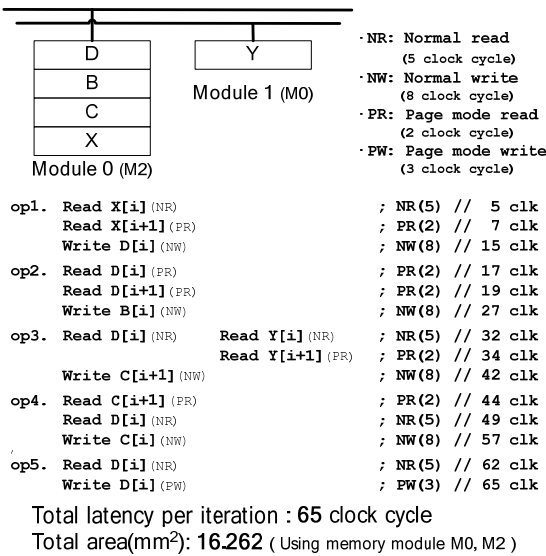 D
B
C
X
Module 0 (M2)
Y
Module 1 (M0)
· NR: Normal read
(5 clock cycle)
· NW: Normal write
(8 clock cycle)
· PR: Page mode read
(2 clock cycle)
· PW: Page mode write
(3 clock cycle)
op1. Read X[i] (NR) ; NR(5) // 5 clk
Read X[i+1] (PR) ; PR(2) // 7 clk
Write D[i] (NW) ; NW(8) // 15 clk
op2. Read D[i] (PR) ; PR(2) // 17 clk
Read D[i+1] (PR) ; PR(2) // 19 clk
Write B[i] (NW) ; NW(8) // 27 clk
op3. Read D[i] (NR) Read Y[i] (NR) ; NR(5) // 32 clk
Read Y[i+1] (PR) ; PR(2) // 34 clk
Write C[i+1] (NW) ; NW(8) // 42 clk
op4. Read C[i+1] (PR) ; PR(2) // 44 clk
Read D[i] (NR) ; NR(5) // 49 clk
Write C[i] (NW) ; NW(8) // 57 clk
op5. Read D[i] (NR) ; NR(5) // 62 clk
Write D[i] (PW) ; PW(3) // 65 clk
Total latency per iteration : 65 clock cycle
Total area(mm²): 16.262 ( Using memory module M0, M2 )